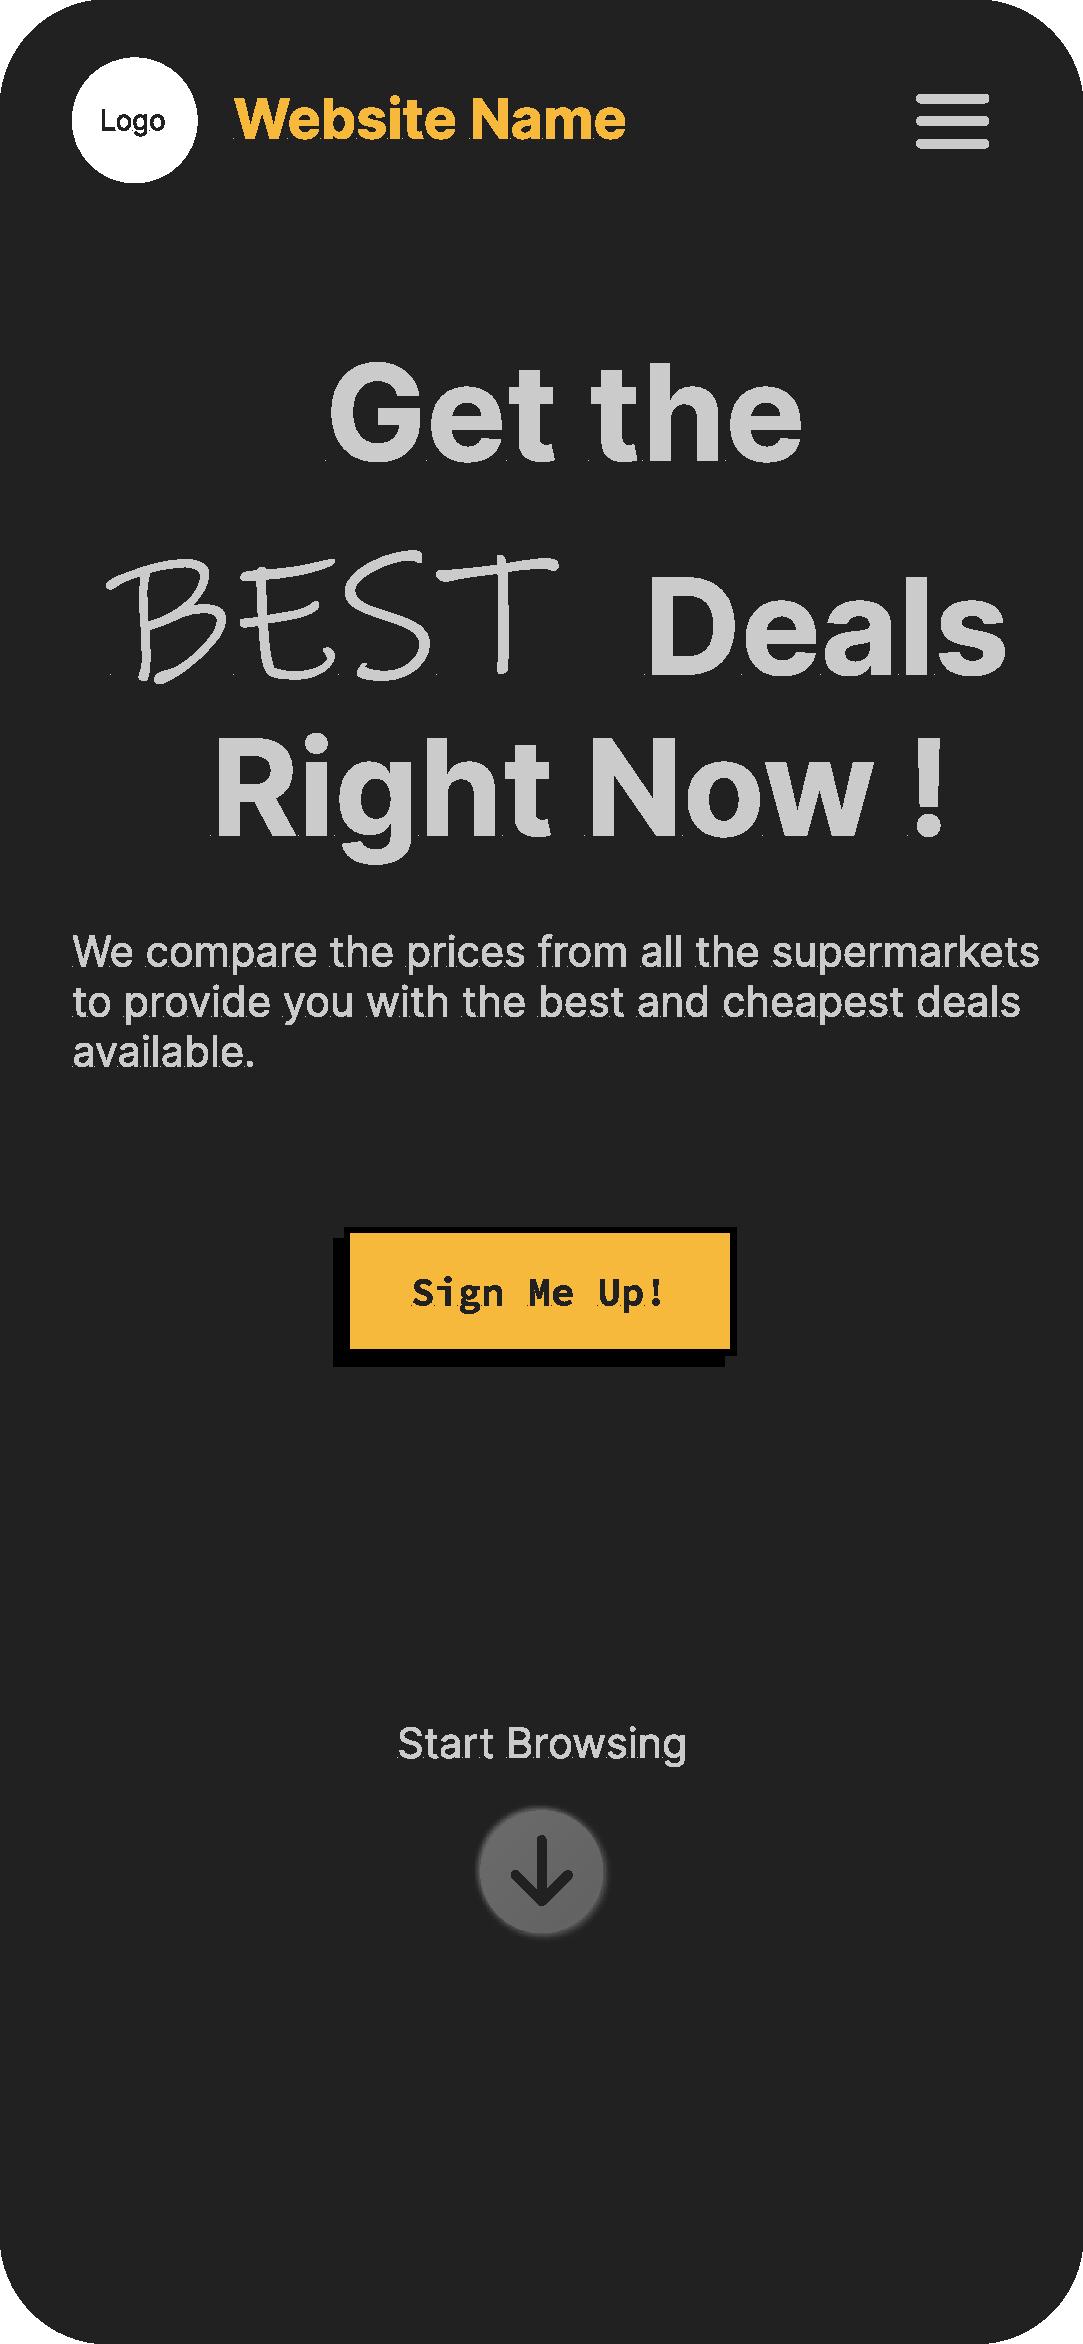 Logo
Website Name
Get the
BEST Deals
Right Now !
We compare the prices from all the supermarkets
to provide you with the best and cheapest deals
available.
Sign Me Up!
Start Browsing